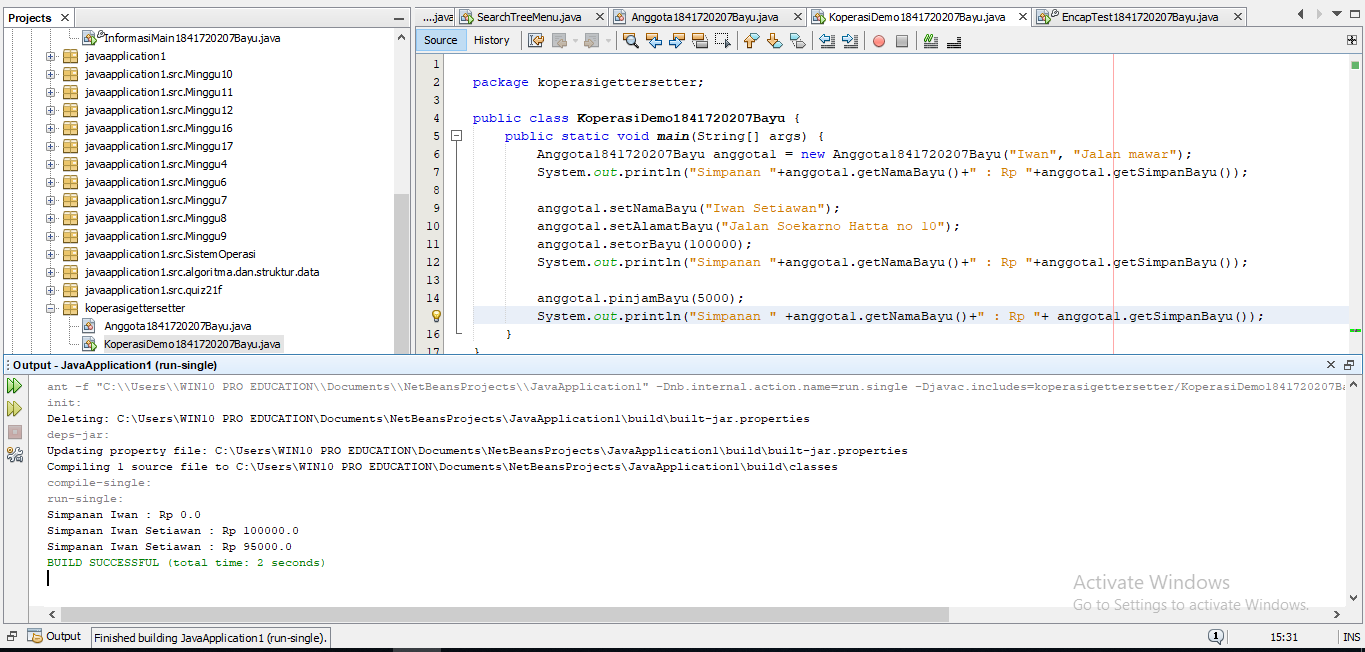 Projects
InformasiMain1841720207Bayu.java
javaapplication1
javaapplication1.src.Minggu10
javaapplication1.src.Minggu11
javaapplication1.src.Minggu12
javaapplication1.src.Minggu16
javaapplication1.src.Minggu17
javaapplication1.src.Minggu4
javaapplication1.src.Minggu6
javaapplication1.src.Minggu7
javaapplication1.src.Minggu8
javaapplication1.src.Minggu9
javaapplication1.src.SistemOperasi
javaapplication1.src.algoritma.dan.struktur.data
javaapplication1.src.quiz21f
koperasigettersetter
Anggota1841720207Bayu.java
KoperasiDemo1841720207Bayu.java
....java SearchTreeMenu.java Anggota1841720207Bayu.java KoperasiDemo1841720207Bayu.java EncapTest1841720207Bayu.java
Source History
1
2 package koperasigettersetter;
3
4 public class KoperasiDemo1841720207Bayu {
5 public static void main(String[] args) {
6 Anggota1841720207Bayu anggota1 = new Anggota1841720207Bayu("Iwan", "Jalan mawar");
7 System.out.println("Simpanan "+anggota1.getNamaBayu()+" : Rp "+anggota1.getSimpanBayu());
8
9 anggota1.setNamaBayu("Iwan Setiawan");
10 anggota1.setAlamatBayu("Jalan Soekarno Hatta no 10");
11 anggota1.setorBayu(100000);
12 System.out.println("Simpanan "+anggota1.getNamaBayu()+" : Rp "+anggota1.getSimpanBayu());
13
14 anggota1.pinjamBayu(5000);
System.out.println("Simpanan " +anggota1.getNamaBayu()+" : Rp "+ anggota1.getSimpanBayu());
16 }
17 }
Output - JavaApplication1 (run-single)
ant -f "C:\\Users\\WIN10 PRO EDUCATION\\Documents\\NetBeansProjects\\JavaApplication1" -Dnb.internal.action.name=run.single -Djavac.includes=koperasigettersetter/KoperasiDemo1841720207Ba
init:
Deleting: C:\Users\WIN10 PRO EDUCATION\Documents\NetBeansProjects\JavaApplication1\build\built-jar.properties
deps-jar:
Updating property file: C:\Users\WIN10 PRO EDUCATION\Documents\NetBeansProjects\JavaApplication1\build\built-jar.properties
Compiling 1 source file to C:\Users\WIN10 PRO EDUCATION\Documents\NetBeansProjects\JavaApplication1\build\classes
compile-single:
run-single:
Simpanan Iwan : Rp 0.0
Simpanan Iwan Setiawan : Rp 100000.0
Simpanan Iwan Setiawan : Rp 95000.0
BUILD SUCCESSFUL (total time: 2 seconds)
Activate Windows
Go to Settings to activate Windows.
Output Finished building JavaApplication1 (run-single). 1 15:31 INS